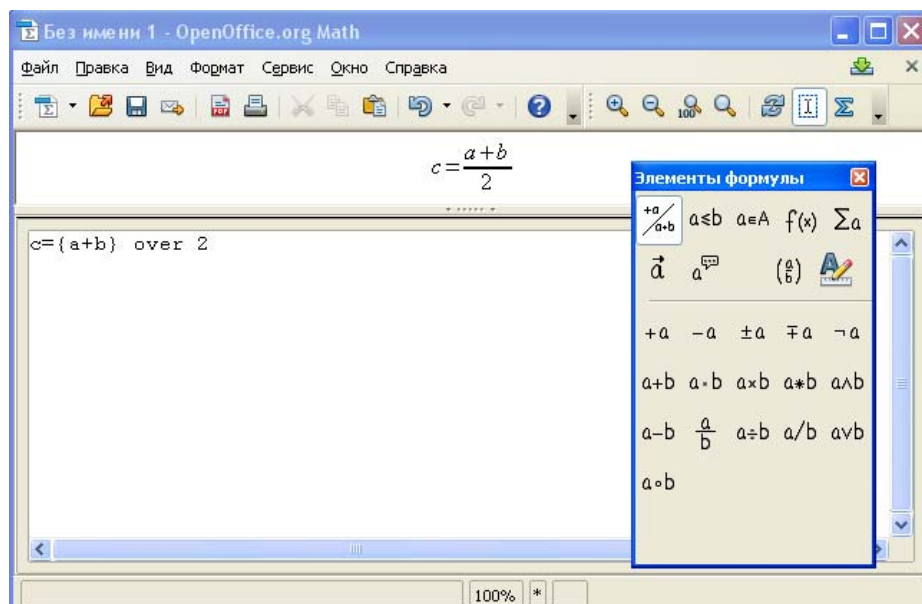 Без имени 1 - OpenOffice.org Math
Файл Правка Вид Формат Сервис Окно Справка
c=a+b/2
Элементы формулы
c={a+b} over 2
+a/a+b a≤b a∈A f(x) Σa
a⃗ a (a/b)
+a -a ±a ∓a ¬a
a+b a·b a×b a*b a∧b
a-b a/b a÷b a/b a∨b
a∘b
100% *